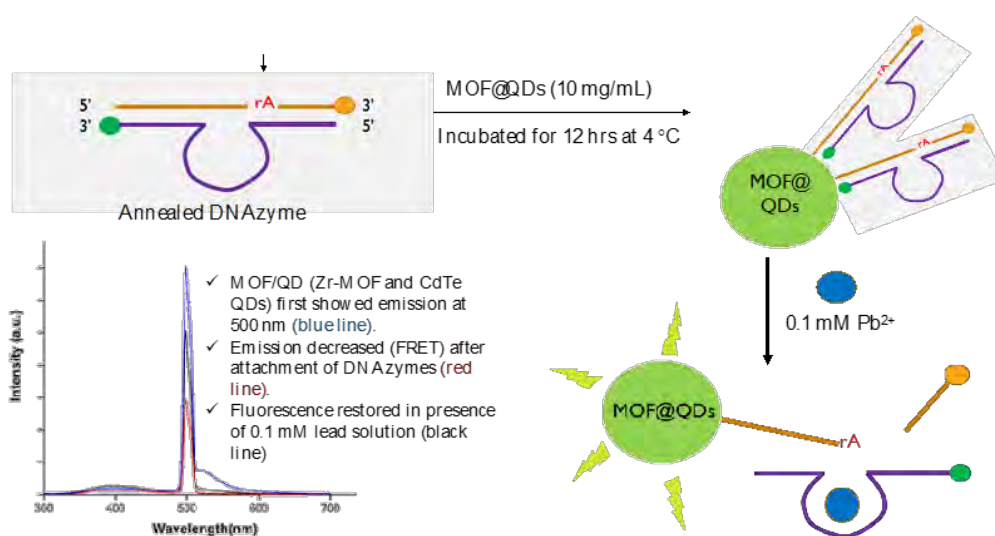 rA
5'
3'
3'
5'
Annealed DNAzyme
MOF@QDs (10 mg/mL)
Incubated for 12 hrs at 4 °C
rA
rA
MOF@
QDs
0.1 mM Pb²⁺
MOF@QDs
rA
✓ MOF/QD (Zr-MOF and CdTe
QDs) first showed emission at
500 nm (blue line).
✓ Emission decreased (FRET) after
attachment of DNAzymes (red
line).
✓ Fluorescence restored in presence
of 0.1 mM lead solution (black
line)
Intensity (a.u.)
400
600
700
Wavelength(nm)